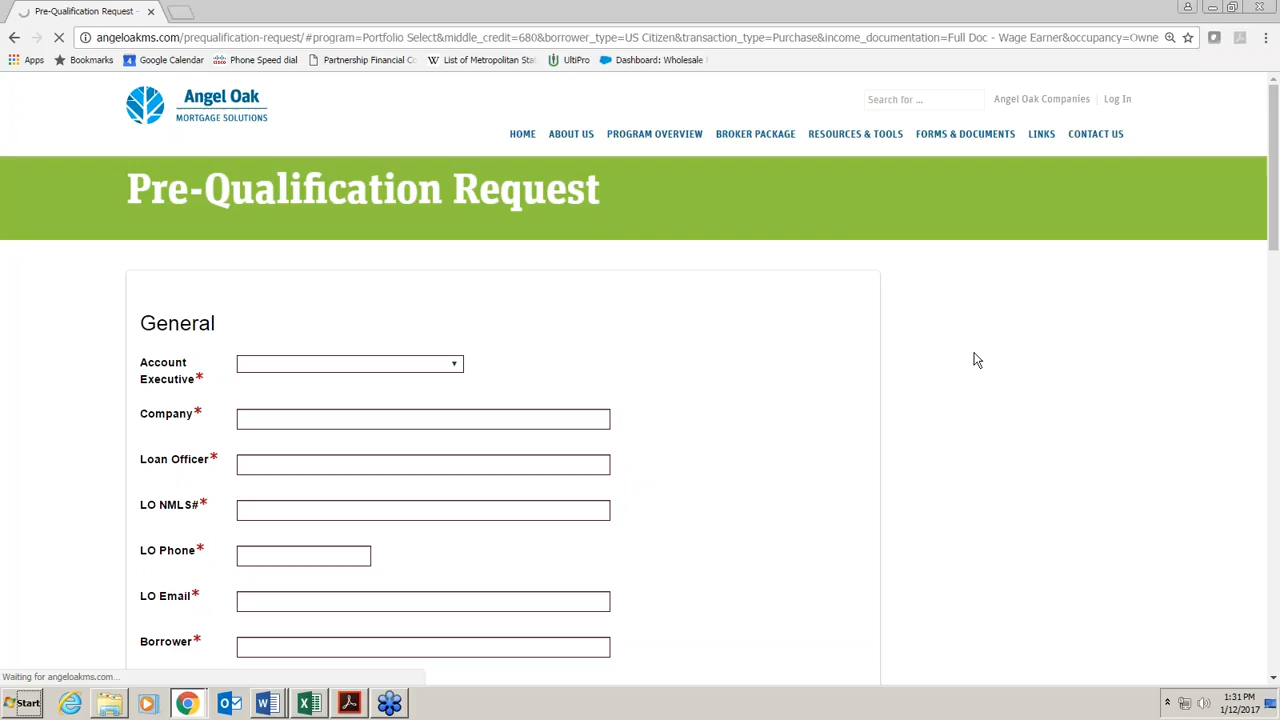 Pre-Qualification Request -
angeloakms.com/prequalification-request/#program=Portfolio Select&middle_credit=680&borrower_type=US Citizen&transaction_type=Purchase&income_documentation=Full Doc - Wage Earner&occupancy=Owne
Apps Bookmarks Google Calendar Phone Speed dial Partnership Financial Co List of Metropolitan Sta UltiPro Dashboard: Wholesale
Angel Oak
MORTGAGE SOLUTIONS
Search for ... Angel Oak Companies | Log In
HOME ABOUT US PROGRAM OVERVIEW BROKER PACKAGE RESOURCES & TOOLS FORMS & DOCUMENTS LINKS CONTACT US
Pre-Qualification Request
General
Account
Executive*
Company*
Loan Officer*
LO NMLS#*
LO Phone*
LO Email*
Borrower*
Waiting for angeloakms.com...
Start
1:31 PM
1/12/2017